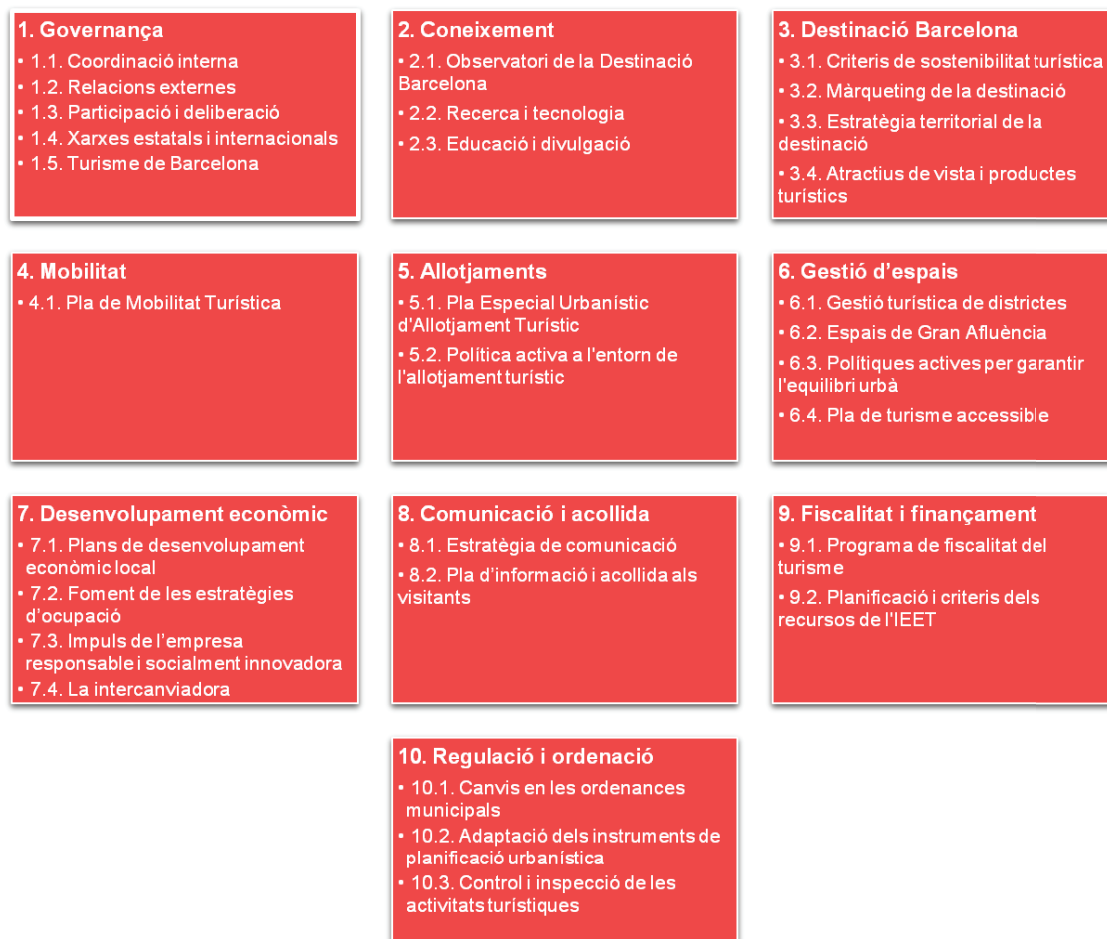 1. Governança
• 1.1. Coordinació interna
• 1.2. Relacions externes
• 1.3. Participació i deliberació
• 1.4. Xarxes estatals i internacionals
• 1.5. Turisme de Barcelona
2. Coneixement
• 2.1. Observatori de la Destinació
Barcelona
• 2.2. Recerca i tecnologia
• 2.3. Educació i divulgació
3. Destinació Barcelona
• 3.1. Criteris de sostenibilitat turística
• 3.2. Màrqueting de la destinació
• 3.3. Estratègia territorial de la
destinació
• 3.4. Atractius de vista i productes
turístics
4. Mobilitat
• 4.1. Pla de Mobilitat Turística
5. Allotjaments
• 5.1. Pla Especial Urbanístic
d'Allotjament Turístic
• 5.2. Política activa a l'entorn de
l'allotjament turístic
6. Gestió d’espais
• 6.1. Gestió turística de districtes
• 6.2. Espais de Gran Afluència
• 6.3. Polítiques actives per garantir
l'equilibri urbà
• 6.4. Pla de turisme accessible
7. Desenvolupament econòmic
• 7.1. Plans de desenvolupament
econòmic local
• 7.2. Foment de les estratègies
d’ocupació
• 7.3. Impuls de l’empresa
responsable i socialment innovadora
• 7.4. La intercanviadora
8. Comunicació i acollida
• 8.1. Estratègia de comunicació
• 8.2. Pla d’informació i acollida als
visitants
9. Fiscalitat i finançament
• 9.1. Programa de fiscalitat del
turisme
• 9.2. Planificació i criteris dels
recursos de l'IEET
10. Regulació i ordenació
• 10.1. Canvis en les ordenances
municipals
• 10.2. Adaptació dels instruments de
planificació urbanística
• 10.3. Control i inspecció de les
activitats turístiques